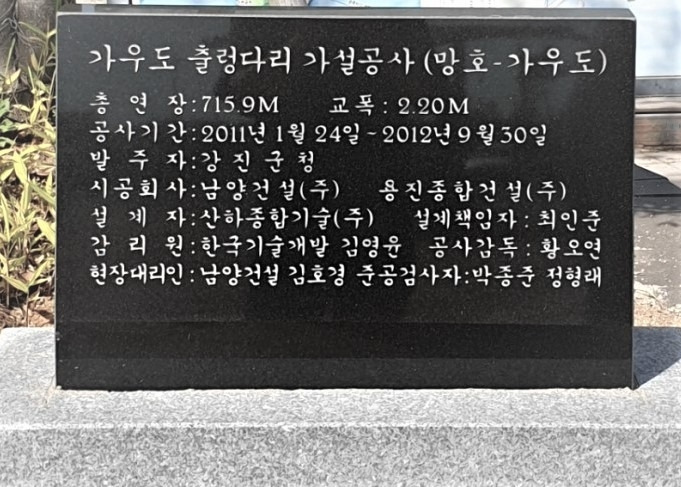 가우도 출렁다리 가설공사(망호-가우도)
총 연 장:715.9M 교폭: 2.20M
공사기간:2011년 1월 24일~2012년 9월 30일
발 주 자:강진군청
시공회사:남양건설(주) 용진종합건설(주)
설 계 자:산하종합기술(주) 설계책임자: 최인준
감 리 원:한국기술개발 김영윤 공사감독: 황오연
현장대리인:남양건설 김호경 준공검사자:박종준 정형래